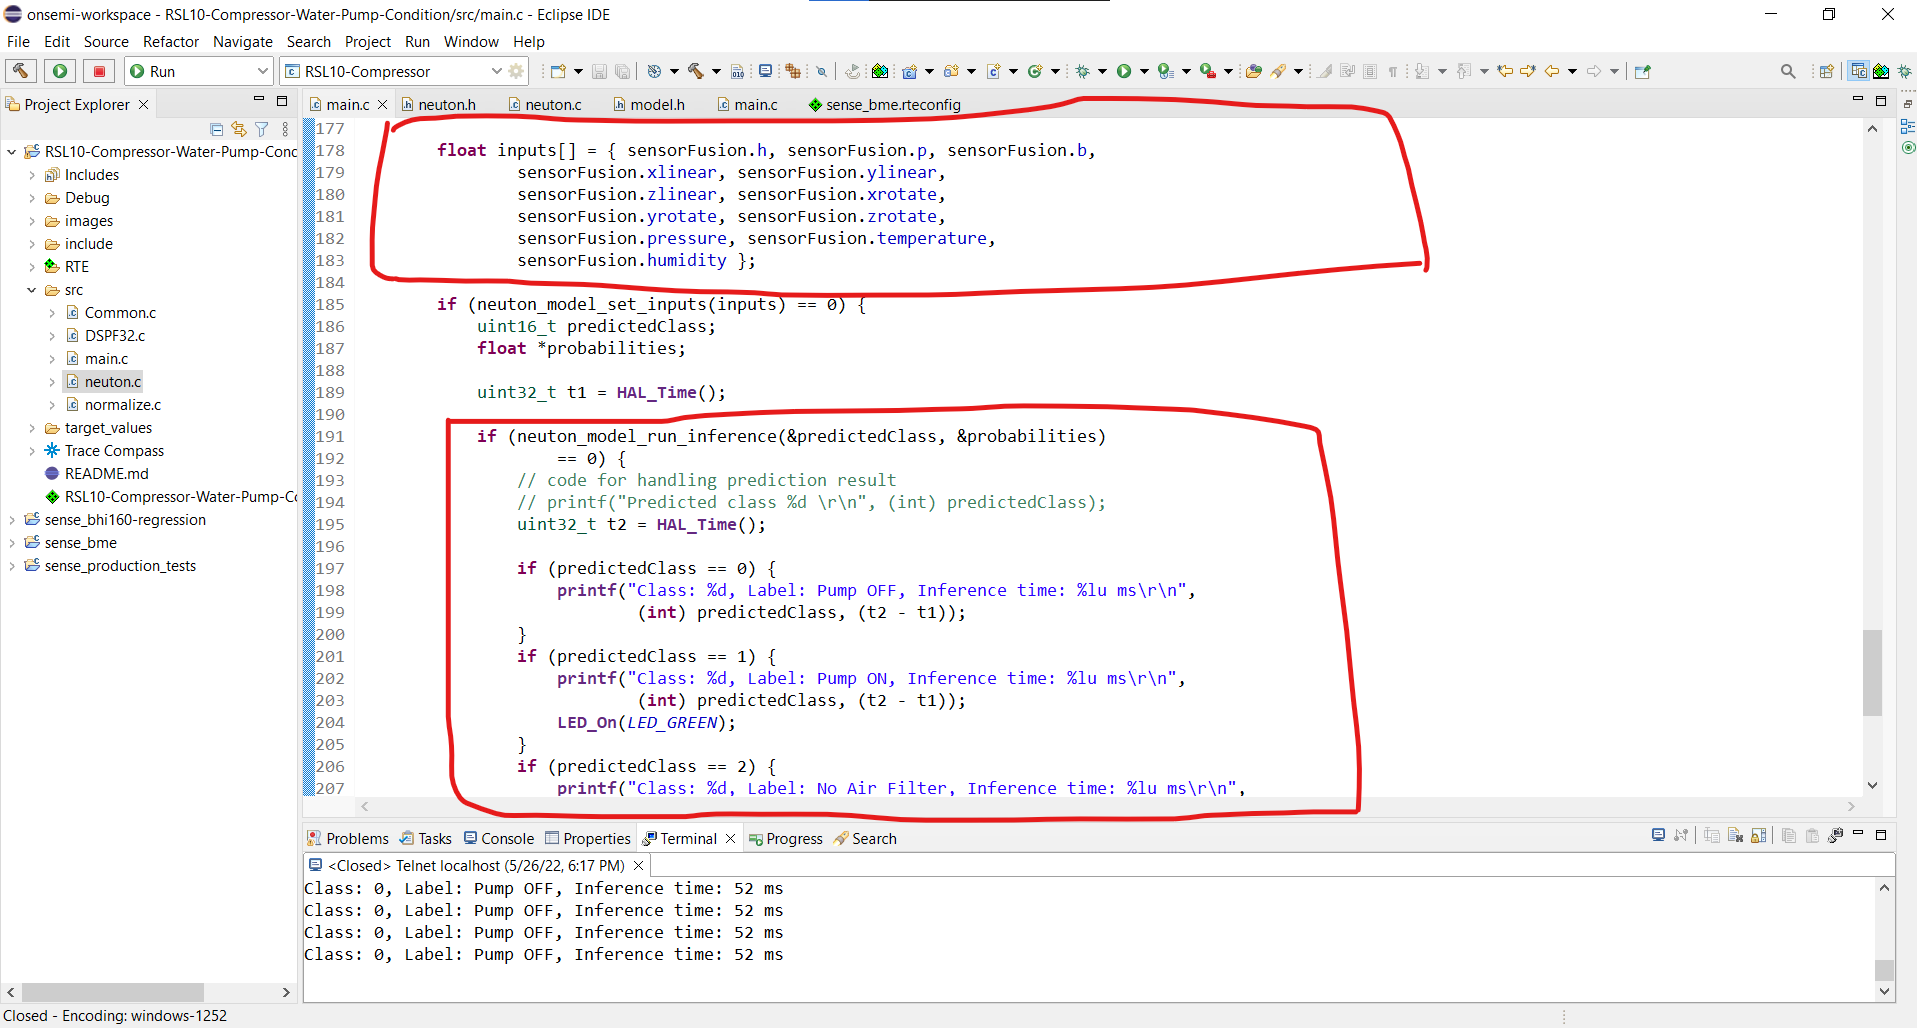 onsemi-workspace - RSL10-Compressor-Water-Pump-Condition/src/main.c - Eclipse IDE
File Edit Source Refactor Navigate Search Project Run Window Help
Run
RSL10-Compressor
Project Explorer
main.c neuton.h neuton.c model.h main.c sense_bme.rteconfig
RSL10-Compressor-Water-Pump-Conc
Includes
Debug
images
include
RTE
src
Common.c
DSPF32.c
main.c
neuton.c
normalize.c
target_values
Trace Compass
README.md
RSL10-Compressor-Water-Pump-C
sense_bhi160-regression
sense_bme
sense_production_tests
177
178 float inputs[] = { sensorFusion.h, sensorFusion.p, sensorFusion.b,
179 sensorFusion.xlinear, sensorFusion.ylinear,
180 sensorFusion.zlinear, sensorFusion.xrotate,
181 sensorFusion.yrotate, sensorFusion.zrotate,
182 sensorFusion.pressure, sensorFusion.temperature,
183 sensorFusion.humidity };
184
185 if (neuton_model_set_inputs(inputs) == 0) {
186 uint16_t predictedClass;
187 float *probabilities;
188
189 uint32_t t1 = HAL_Time();
190
191 if (neuton_model_run_inference(&predictedClass, &probabilities)
192 == 0) {
193 // code for handling prediction result
194 // printf("Predicted class %d \r\n", (int) predictedClass);
195 uint32_t t2 = HAL_Time();
196
197 if (predictedClass == 0) {
198 printf("Class: %d, Label: Pump OFF, Inference time: %lu ms\r\n",
199 (int) predictedClass, (t2 - t1));
200 }
201 if (predictedClass == 1) {
202 printf("Class: %d, Label: Pump ON, Inference time: %lu ms\r\n",
203 (int) predictedClass, (t2 - t1));
204 LED_On(LED_GREEN);
205 }
206 if (predictedClass == 2) {
207 printf("Class: %d, Label: No Air Filter, Inference time: %lu ms\r\n",
Problems Tasks Console Properties Terminal Progress Search
<Closed> Telnet localhost (5/26/22, 6:17 PM)
Class: 0, Label: Pump OFF, Inference time: 52 ms
Class: 0, Label: Pump OFF, Inference time: 52 ms
Class: 0, Label: Pump OFF, Inference time: 52 ms
Class: 0, Label: Pump OFF, Inference time: 52 ms
Closed - Encoding: windows-1252